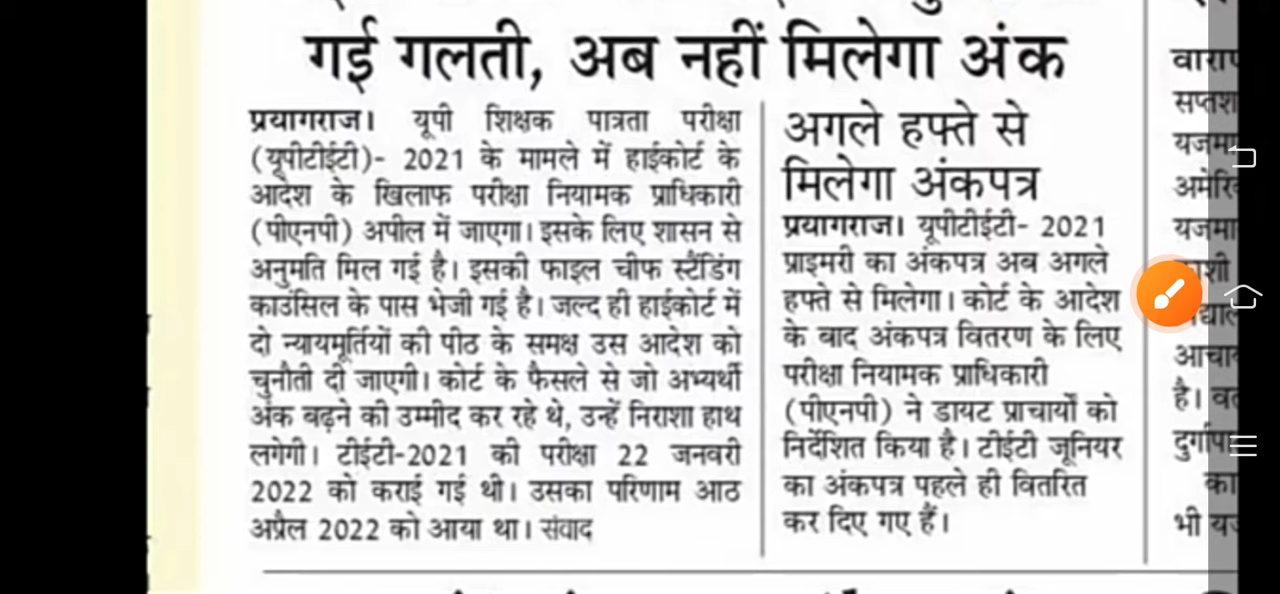 गई गलती, अब नहीं मिलेगा अंक
प्रयागराज। यूपी शिक्षक पात्रता परीक्षा
(यूपीटीईटी)- 2021 के मामले में हाईकोर्ट के
आदेश के खिलाफ परीक्षा नियामक प्राधिकारी
(पीएनपी) अपील में जाएगा। इसके लिए शासन से
अनुमति मिल गई है। इसकी फाइल चीफ स्टैंडिंग
काउंसिल के पास भेजी गई है। जल्द ही हाईकोर्ट में
दो न्यायमूर्तियों की पीठ के समक्ष उस आदेश को
चुनौती दी जाएगी। कोर्ट के फैसले से जो अभ्यर्थी
अंक बढ़ने की उम्मीद कर रहे थे, उन्हें निराशा हाथ
लगेगी। टीईटी-2021 की परीक्षा 22 जनवरी
2022 को कराई गई थी। उसका परिणाम आठ
अप्रैल 2022 को आया था। संवाद
अगले हफ्ते से
मिलेगा अंकपत्र
प्रयागराज। यूपीटीईटी- 2021
प्राइमरी का अंकपत्र अब अगले
हफ्ते से मिलेगा। कोर्ट के आदेश
के बाद अंकपत्र वितरण के लिए
परीक्षा नियामक प्राधिकारी
(पीएनपी) ने डायट प्राचार्यों को
निर्देशित किया है। टीईटी जूनियर
का अंकपत्र पहले ही वितरित
कर दिए गए हैं।
है।
का
भी